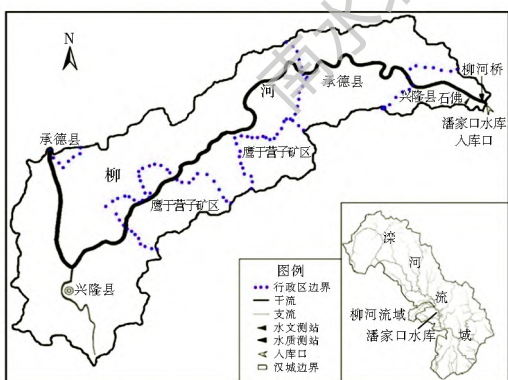 N
南水
柳河桥
河
承德县
兴隆县
石佛
潘家口水库
入库口
承德县
柳
鹰于营子矿区
鹰于营子矿区
兴隆县
图例
行政区边界
干流
支流
水文测站
水质测站
入库口
汉城边界
滦
河
流
域
柳河流域
潘家口水库